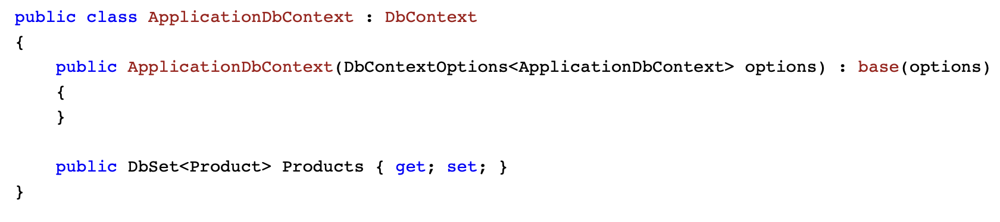 public class ApplicationDbContext : DbContext
{
    public ApplicationDbContext(DbContextOptions<ApplicationDbContext> options) : base(options)
    {
    }

    public DbSet<Product> Products { get; set; }
}